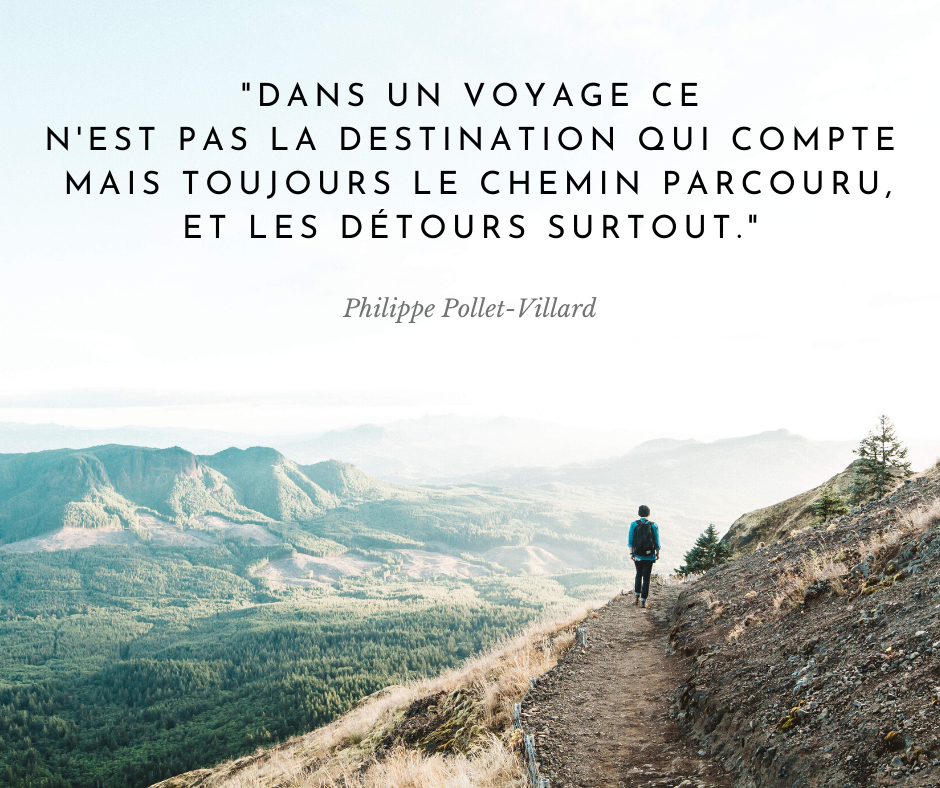 "DANS UN VOYAGE CE
N'EST PAS LA DESTINATION QUI COMPTE
MAIS TOUJOURS LE CHEMIN PARCOURU,
ET LES DÉTOURS SURTOUT."
Philippe Pollet-Villard